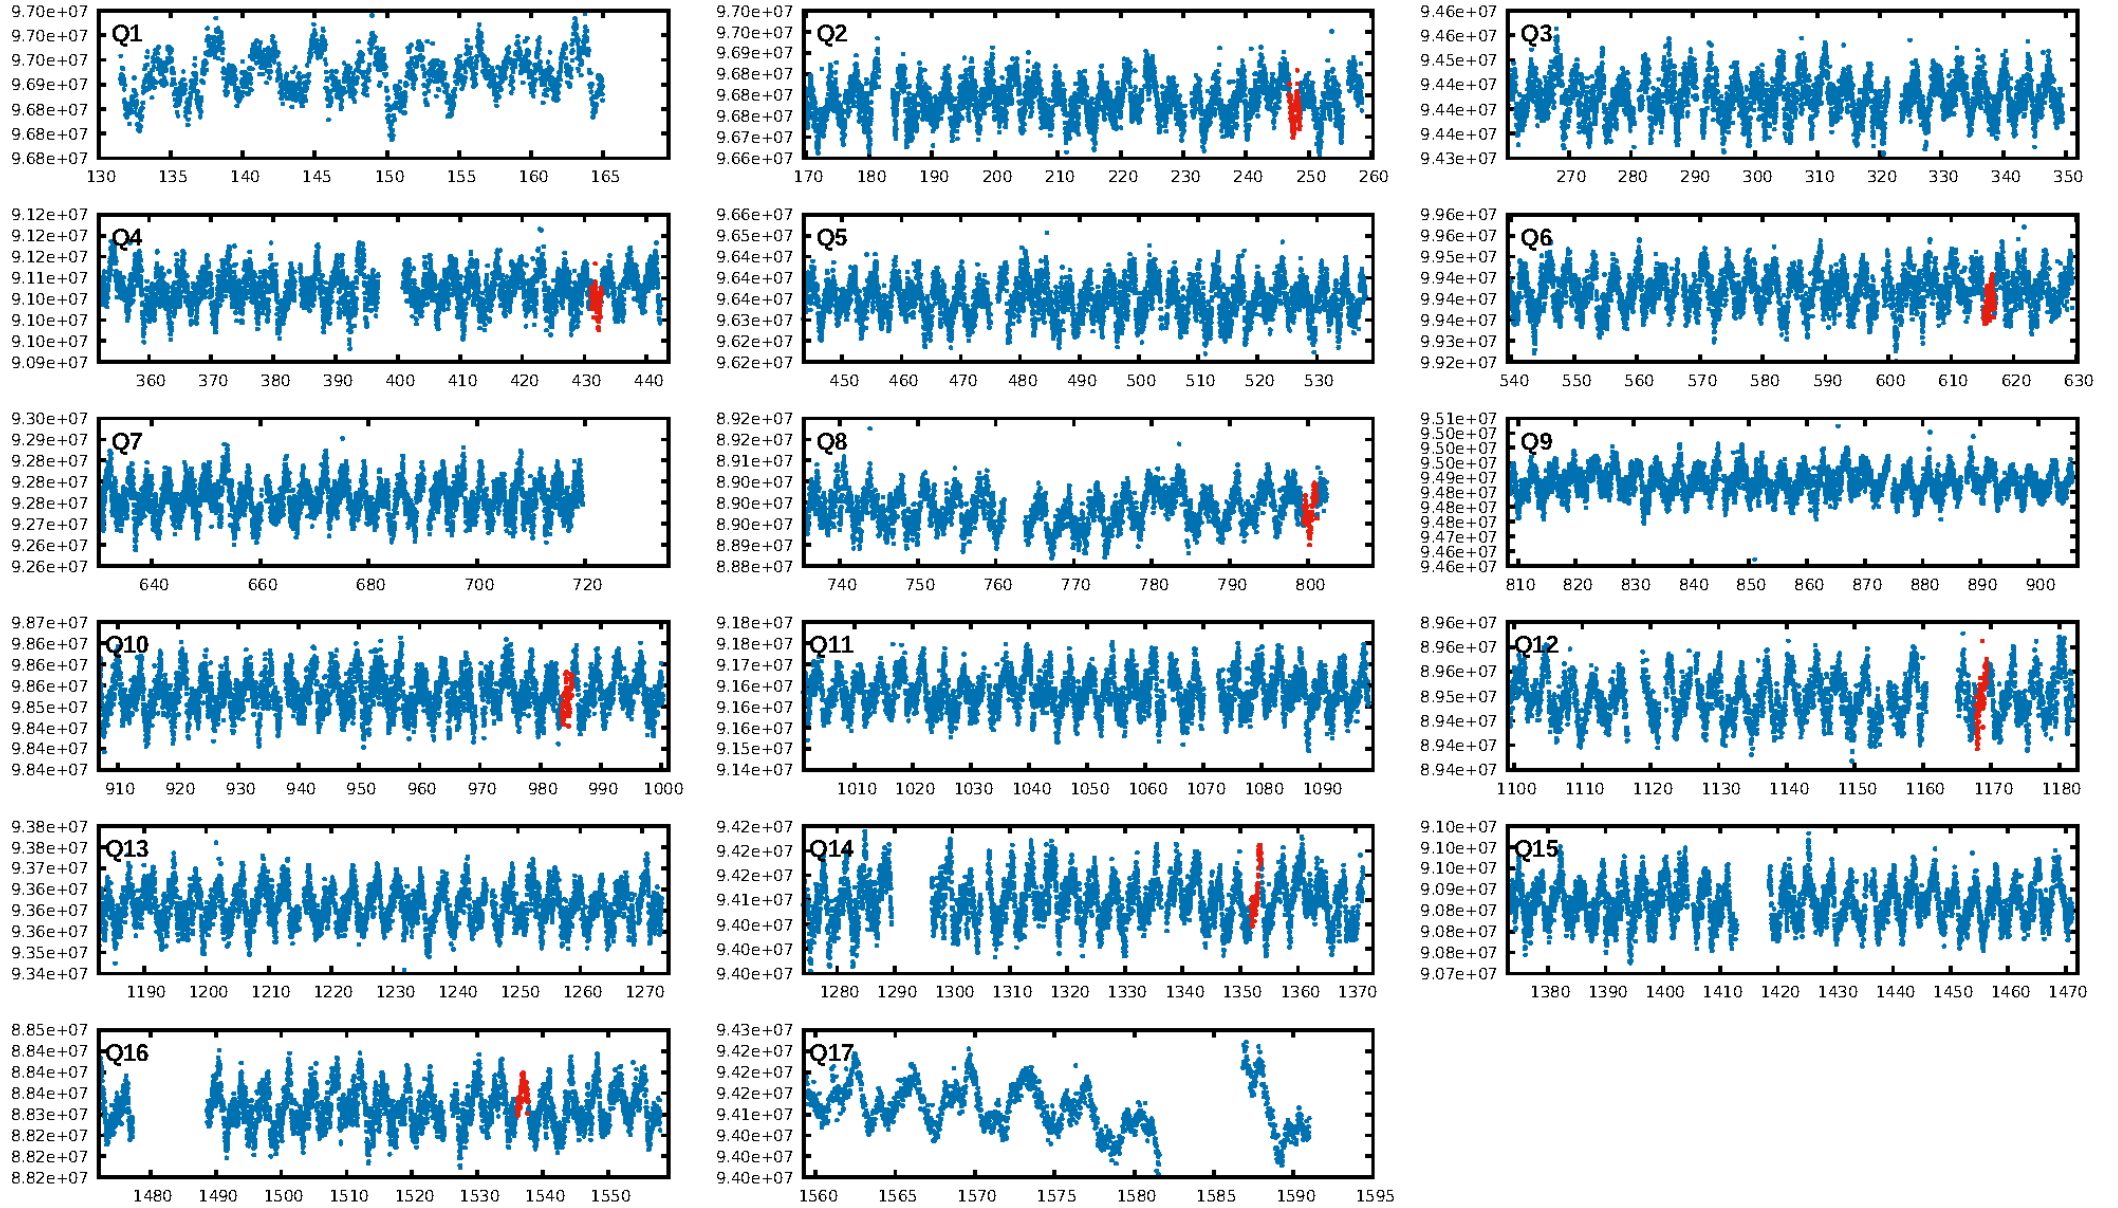 Q1
9.70e+07
9.70e+07
9.70e+07
9.69e+07
9.68e+07
9.68e+07
9.68e+07
130 135 140 145 150 155 160 165
Q2
9.70e+07
9.70e+07
9.69e+07
9.68e+07
9.68e+07
9.68e+07
9.67e+07
9.66e+07
170 180 190 200 210 220 230 240 250 260
Q3
9.46e+07
9.46e+07
9.45e+07
9.44e+07
9.44e+07
9.44e+07
9.43e+07
270 280 290 300 310 320 330 340 350
Q4
9.12e+07
9.12e+07
9.12e+07
9.11e+07
9.10e+07
9.10e+07
9.10e+07
9.09e+07
360 370 380 390 400 410 420 430 440
Q5
9.66e+07
9.65e+07
9.64e+07
9.64e+07
9.64e+07
9.63e+07
9.62e+07
9.62e+07
450 460 470 480 490 500 510 520 530
Q6
9.96e+07
9.96e+07
9.95e+07
9.94e+07
9.94e+07
9.94e+07
9.93e+07
9.92e+07
540 550 560 570 580 590 600 610 620 630
Q7
9.30e+07
9.29e+07
9.28e+07
9.28e+07
9.28e+07
9.27e+07
9.26e+07
9.26e+07
640 660 680 700 720
Q8
8.92e+07
8.92e+07
8.91e+07
8.90e+07
8.90e+07
8.90e+07
8.89e+07
8.88e+07
740 750 760 770 780 790 800
Q9
9.51e+07
9.50e+07
9.50e+07
9.50e+07
9.49e+07
9.48e+07
9.48e+07
9.48e+07
9.47e+07
9.46e+07
9.46e+07
810 820 830 840 850 860 870 880 890 900
Q10
9.87e+07
9.86e+07
9.86e+07
9.86e+07
9.85e+07
9.84e+07
9.84e+07
9.84e+07
910 920 930 940 950 960 970 980 990 1000
Q11
9.18e+07
9.18e+07
9.17e+07
9.16e+07
9.16e+07
9.16e+07
9.15e+07
9.14e+07
1010 1020 1030 1040 1050 1060 1070 1080 1090
Q12
8.96e+07
8.96e+07
8.96e+07
8.95e+07
8.94e+07
8.94e+07
8.94e+07
1100 1110 1120 1130 1140 1150 1160 1170 1180
Q13
9.38e+07
9.38e+07
9.37e+07
9.36e+07
9.36e+07
9.36e+07
9.35e+07
9.34e+07
1190 1200 1210 1220 1230 1240 1250 1260 1270
Q14
9.42e+07
9.42e+07
9.42e+07
9.41e+07
9.40e+07
9.40e+07
9.40e+07
1280 1290 1300 1310 1320 1330 1340 1350 1360 1370
Q15
9.10e+07
9.10e+07
9.10e+07
9.09e+07
9.08e+07
9.08e+07
9.07e+07
1380 1390 1400 1410 1420 1430 1440 1450 1460 1470
Q16
8.85e+07
8.84e+07
8.84e+07
8.84e+07
8.83e+07
8.82e+07
8.82e+07
8.82e+07
1480 1490 1500 1510 1520 1530 1540 1550
Q17
9.43e+07
9.42e+07
9.42e+07
9.42e+07
9.41e+07
9.40e+07
9.40e+07
9.40e+07
1560 1565 1570 1575 1580 1585 1590 1595